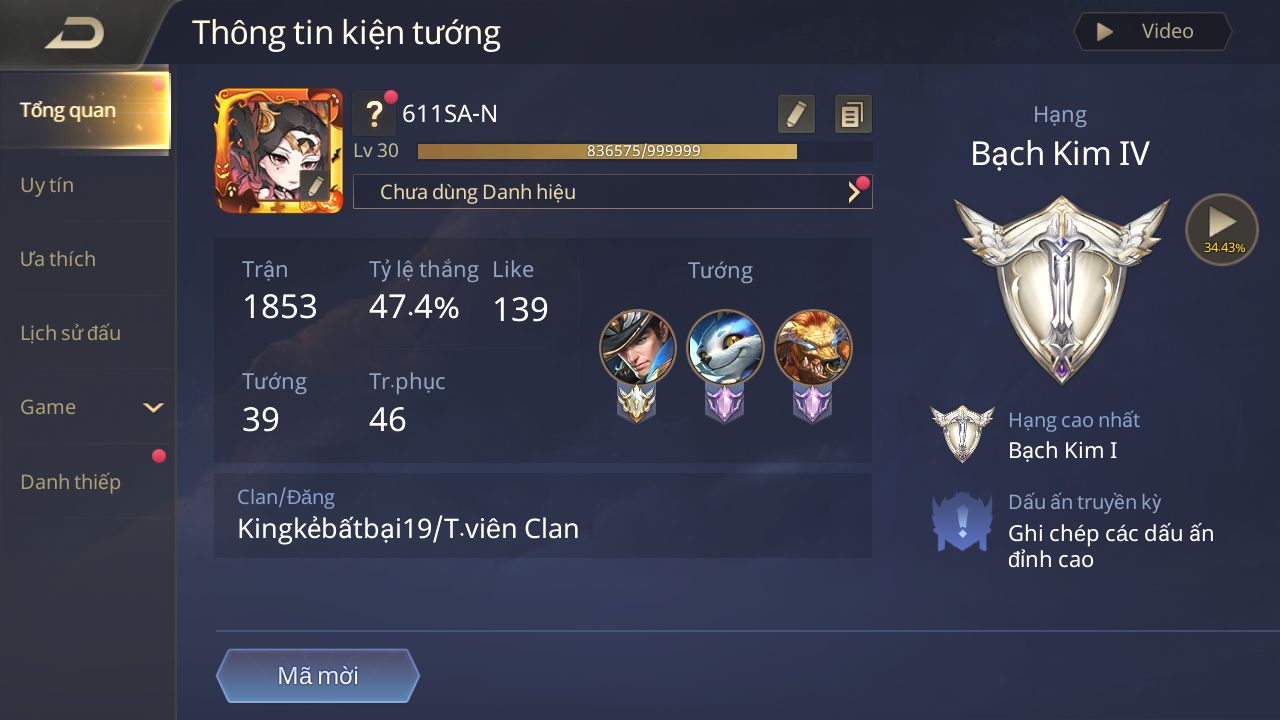 Thông tin kiện tướng
Video
Tổng quan
Uy tín
Ưa thích
Lịch sử đấu
Game
Danh thiếp
?
611SA-N
Lv 30
836575/999999
Chưa dùng Danh hiệu
Trận
1853
Tỷ lệ thắng
47.4%
Like
139
Tướng
39
Tr.phục
46
Tướng
Clan/Đăng
Kingkẻbấtbại19/T.viên Clan
Mã mời
Hạng
Bạch Kim IV
34.43%
Hạng cao nhất
Bạch Kim I
Dấu ấn truyền kỳ
Ghi chép các dấu ấn
đỉnh cao